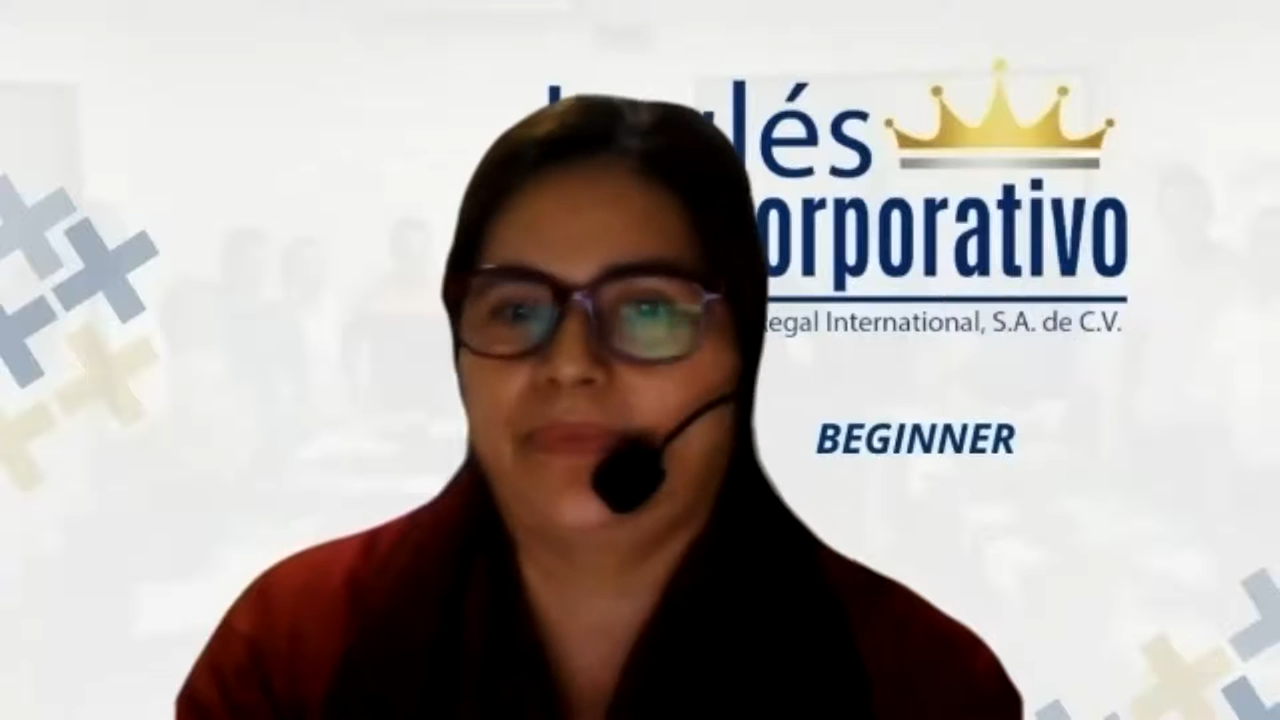 lés
orporativo
egal International, S.A. de C.V.
BEGINNER